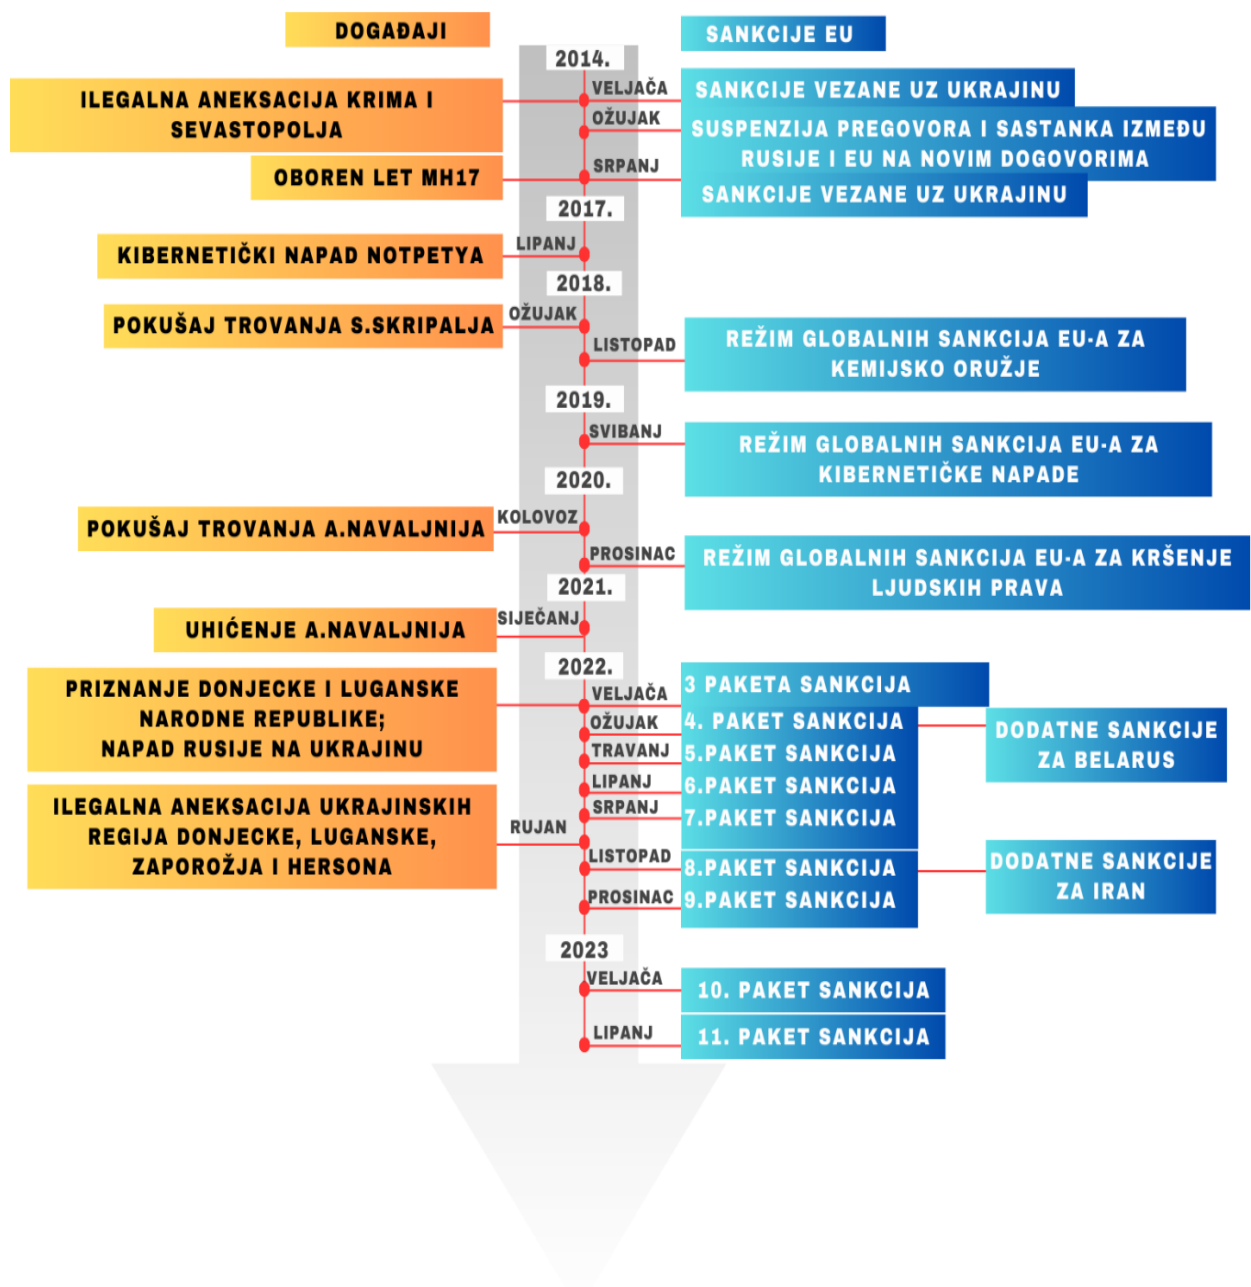 DOGAĐAJI
SANKCIJE EU
2014.
ILEGALNA ANEKSACIJA KRIMA I
SEVASTOPOLJA
VELJAČA
SANKCIJE VEZANE UZ UKRAJINU
OŽUJAK
SUSPENZIJA PREGOVORA I SASTANKA IZMEĐU
RUSIJE I EU NA NOVIM DOGOVORIMA
OBOREN LET MH17
SRPANJ
SANKCIJE VEZANE UZ UKRAJINU
2017.
KIBERNETIČKI NAPAD NOTPETYA
LIPANJ
2018.
POKUŠAJ TROVANJA S.SKRIPALJA
OŽUJAK
LISTOPAD
REŽIM GLOBALNIH SANKCIJA EU-A ZA
KEMIJSKO ORUŽJE
2019.
SVIBANJ
REŽIM GLOBALNIH SANKCIJA EU-A ZA
KIBERNETIČKE NAPADE
2020.
POKUŠAJ TROVANJA A.NAVALJNIJA
KOLOVOZ
PROSINAC
REŽIM GLOBALNIH SANKCIJA EU-A ZA KRŠENJE
LJUDSKIH PRAVA
2021.
UHIĆENJE A.NAVALJNIJA
SIJEČANJ
2022.
PRIZNANJE DONJECKE I LUGANSKE
NARODNE REPUBLIKE;
NAPAD RUSIJE NA UKRAJINU
VELJAČA
3 PAKETA SANKCIJA
OŽUJAK
4. PAKET SANKCIJA
DODATNE SANKCIJE
ZA BELARUS
TRAVANJ
5.PAKET SANKCIJA
LIPANJ
6.PAKET SANKCIJA
SRPANJ
7.PAKET SANKCIJA
ILEGALNA ANEKSACIJA UKRAJINSKIH
REGIJA DONJECKE, LUGANSKE,
ZAPOROŽJA I HERSONA
RUJAN
LISTOPAD
8.PAKET SANKCIJA
DODATNE SANKCIJE
ZA IRAN
PROSINAC
9.PAKET SANKCIJA
2023
VELJAČA
10. PAKET SANKCIJA
LIPANJ
11. PAKET SANKCIJA